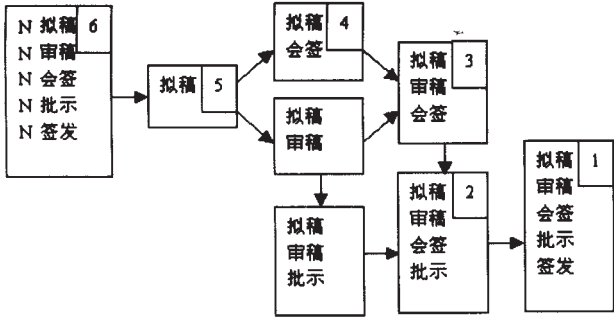 N 拟稿 6
N 审稿
N 会签
N 批示
N 签发
拟稿 5
拟稿 4
会签
拟稿
审稿
拟稿 3
审稿
会签
拟稿
审稿
批示
拟稿 2
审稿
会签
批示
拟稿 1
审稿
会签
批示
签发